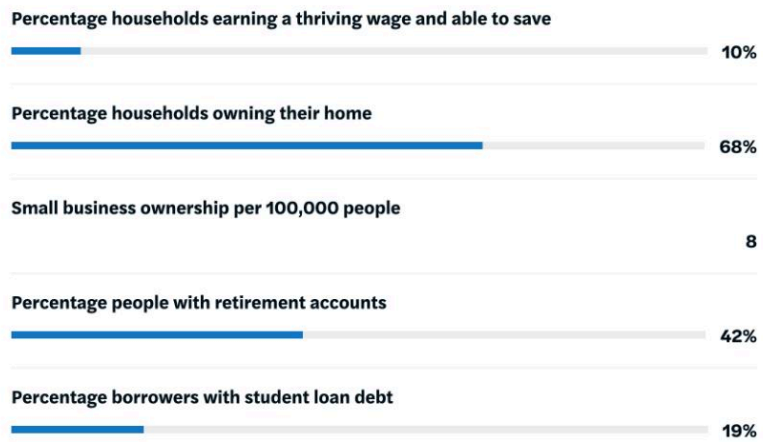 Percentage households earning a thriving wage and able to save
10%
Percentage households owning their home
68%
Small business ownership per 100,000 people
8
Percentage people with retirement accounts
42%
Percentage borrowers with student loan debt
19%